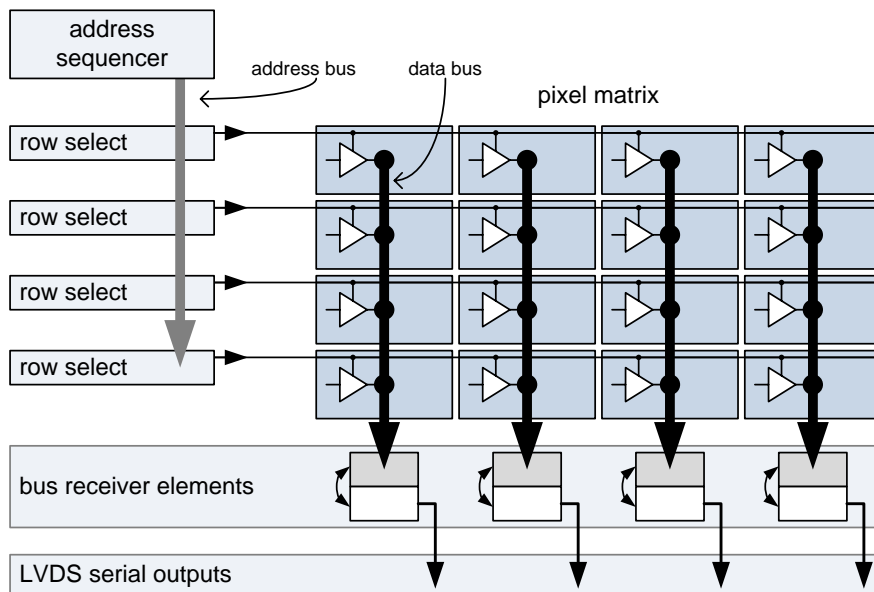 address
sequencer
address bus
data bus
pixel matrix
row select
row select
row select
row select
bus receiver elements
LVDS serial outputs